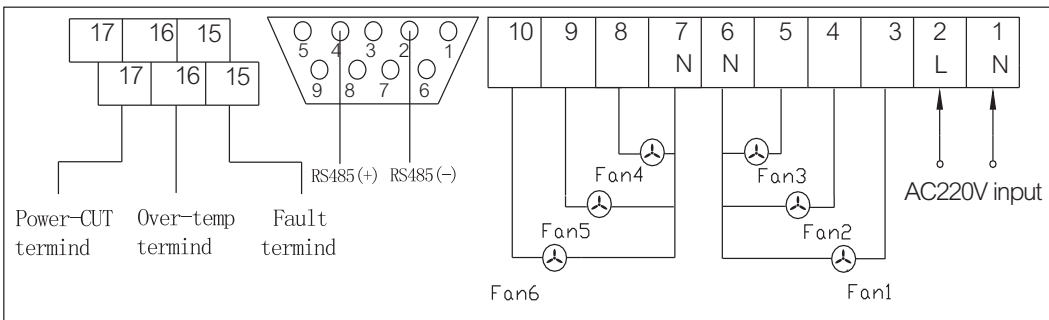 17 16 15
17 16 15
5 4 3 2 1
9 8 7 6
10 9 8 7 6 5 4 3 2 1
N N L N
RS485(+) RS485(-)
Fan4 Fan3
AC220V input
Power-CUT Over-temp Fault
termind termind termind
Fan5 Fan2
Fan6 Fan1